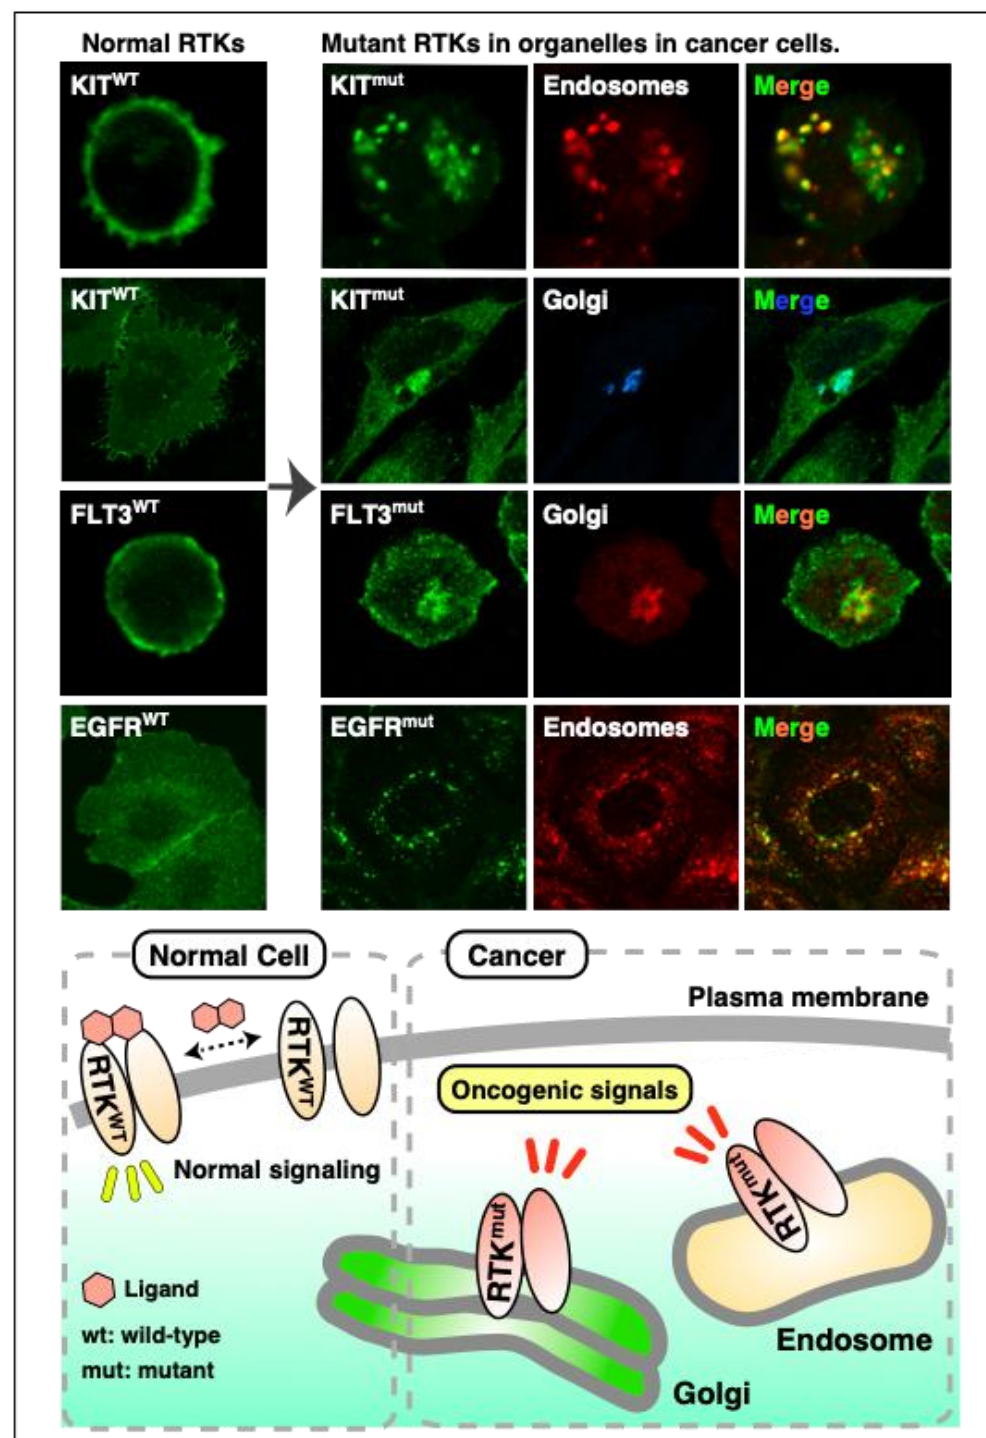 Normal RTKs
Mutant RTKs in organelles in cancer cells.
KITWT
KITmut
Endosomes
Merge
KITWT
KITmut
Golgi
Merge
FLT3WT
FLT3mut
Golgi
Merge
EGFRWT
EGFRmut
Endosomes
Merge
Normal Cell
Cancer
Plasma membrane
RTKWT
RTKWT
Oncogenic signals
Normal signaling
RTKmut
RTKmut
Ligand
wt: wild-type
mut: mutant
Endosome
Golgi